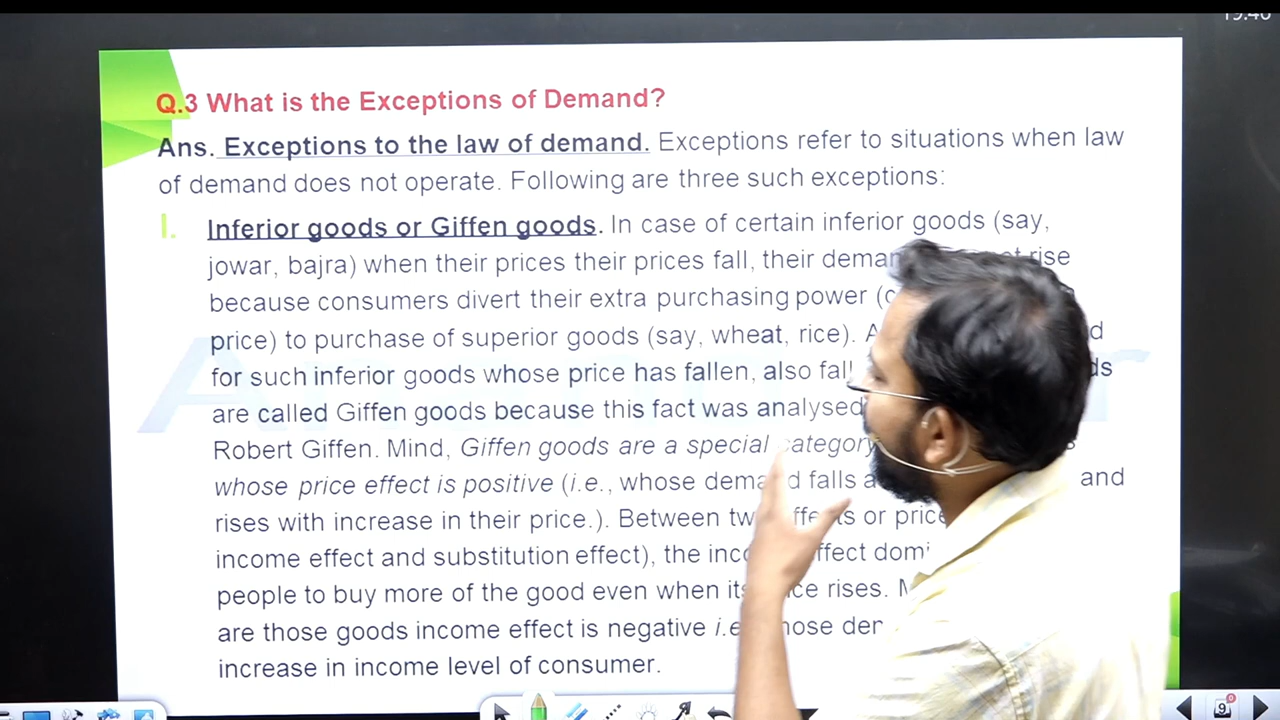 19:46
Q.3 What is the Exceptions of Demand?
Ans. Exceptions to the law of demand. Exceptions refer to situations when law
of demand does not operate. Following are three such exceptions:
I. Inferior goods or Giffen goods. In case of certain inferior goods (say,
jowar, bajra) when their prices their prices fall, their rise
because consumers divert their extra purchasing power
price) to purchase of superior goods (say, wheat, rice).
for such inferior goods whose price has fallen, also
are called Giffen goods because this fact was analysed
Robert Giffen. Mind, Giffen goods are a special category
whose price effect is positive (i.e., whose demand falls and
rises with increase in their price.). Between or
income effect and substitution effect), the effect
people to buy more of the good even when rises.
are those goods income effect is negative i.e.
increase in income level of consumer.
9